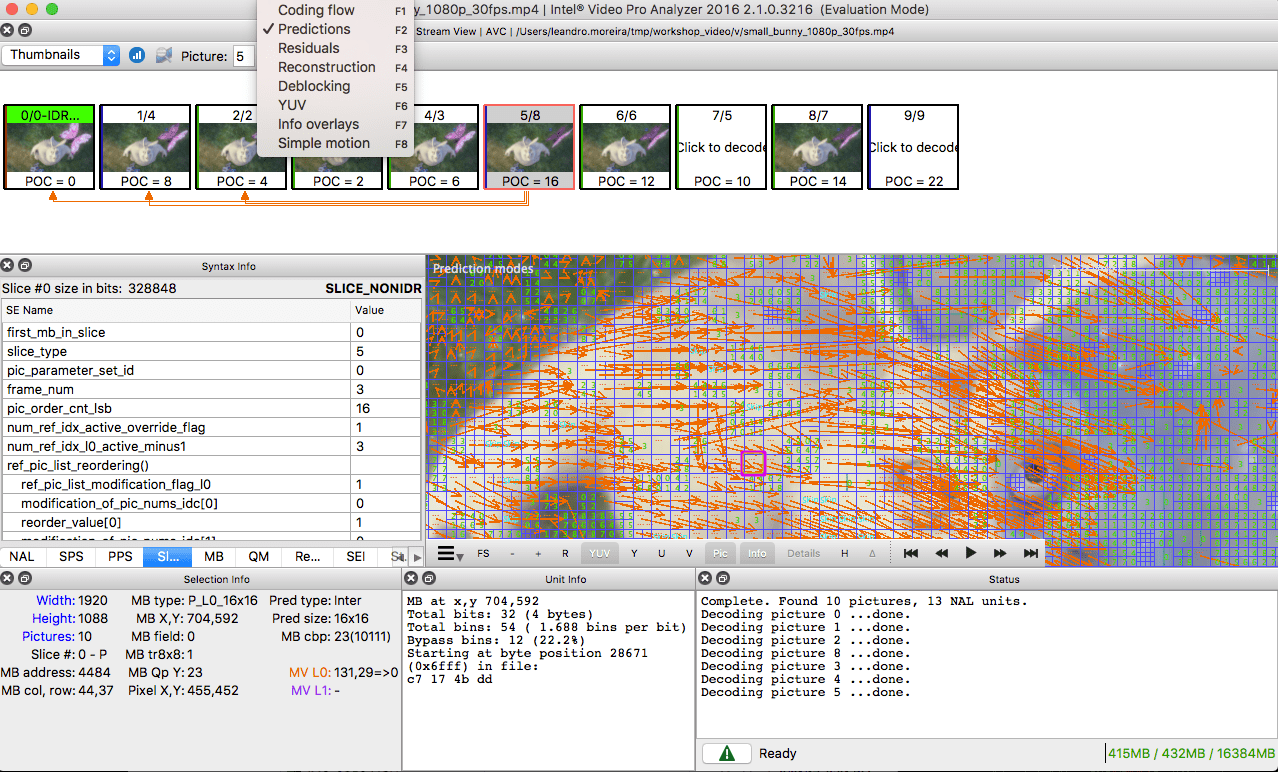 y_1080p_30fps.mp4 | Intel® Video Pro Analyzer 2016 2.1.0.3216 (Evaluation Mode)
Stream View | AVC | /Users/leandro.moreira/tmp/workshop_video/v/small_bunny_1080p_30fps.mp4
Thumbnails Picture: 5
Coding flow F1
✓ Predictions F2
Residuals F3
Reconstruction F4
Deblocking F5
YUV F6
Info overlays F7
Simple motion F8
0/0-IDR... 1/4 2/2 4/3 5/8 6/6 7/5 8/7 9/9
Click to decode Click to decode
POC = 0 POC = 8 POC = 4 POC = 2 POC = 6 POC = 16 POC = 12 POC = 10 POC = 14 POC = 22
Syntax Info
Slice #0 size in bits: 328848 SLICE_NONIDR
SE Name Value
first_mb_in_slice 0
slice_type 5
pic_parameter_set_id 0
frame_num 3
pic_order_cnt_lsb 16
num_ref_idx_active_override_flag 1
num_ref_idx_l0_active_minus1 3
ref_pic_list_reordering()
ref_pic_list_modification_flag_l0 1
modification_of_pic_nums_idc[0] 0
reorder_value[0] 1
modification_of_pic_nums_idc[1] 0
NAL SPS PPS Sl... MB QM Re... SEI
Prediction modes
FS - + R YUV Y U V Pic Info Details H Δ
Selection Info
Width: 1920 MB type: P_L0_16x16 Pred type: Inter
Height: 1088 MB X,Y: 704,592 Pred size: 16x16
Pictures: 10 MB field: 0 MB cbp: 23(10111)
Slice #: 0 - P MB tr8x8: 1
MB address: 4484 MB Qp Y: 23 MV L0: 131,29=>0
MB col, row: 44,37 Pixel X,Y: 455,452 MV L1: -
Unit Info
MB at x,y 704,592
Total bits: 32 (4 bytes)
Total bins: 54 ( 1.688 bins per bit)
Bypass bins: 12 (22.2%)
Starting at byte position 28671
(0x6fff) in file:
c7 17 4b dd
Status
Complete. Found 10 pictures, 13 NAL units.
Decoding picture 0 ...done.
Decoding picture 1 ...done.
Decoding picture 2 ...done.
Decoding picture 8 ...done.
Decoding picture 3 ...done.
Decoding picture 4 ...done.
Decoding picture 5 ...done.
Ready 415MB / 432MB / 16384MB